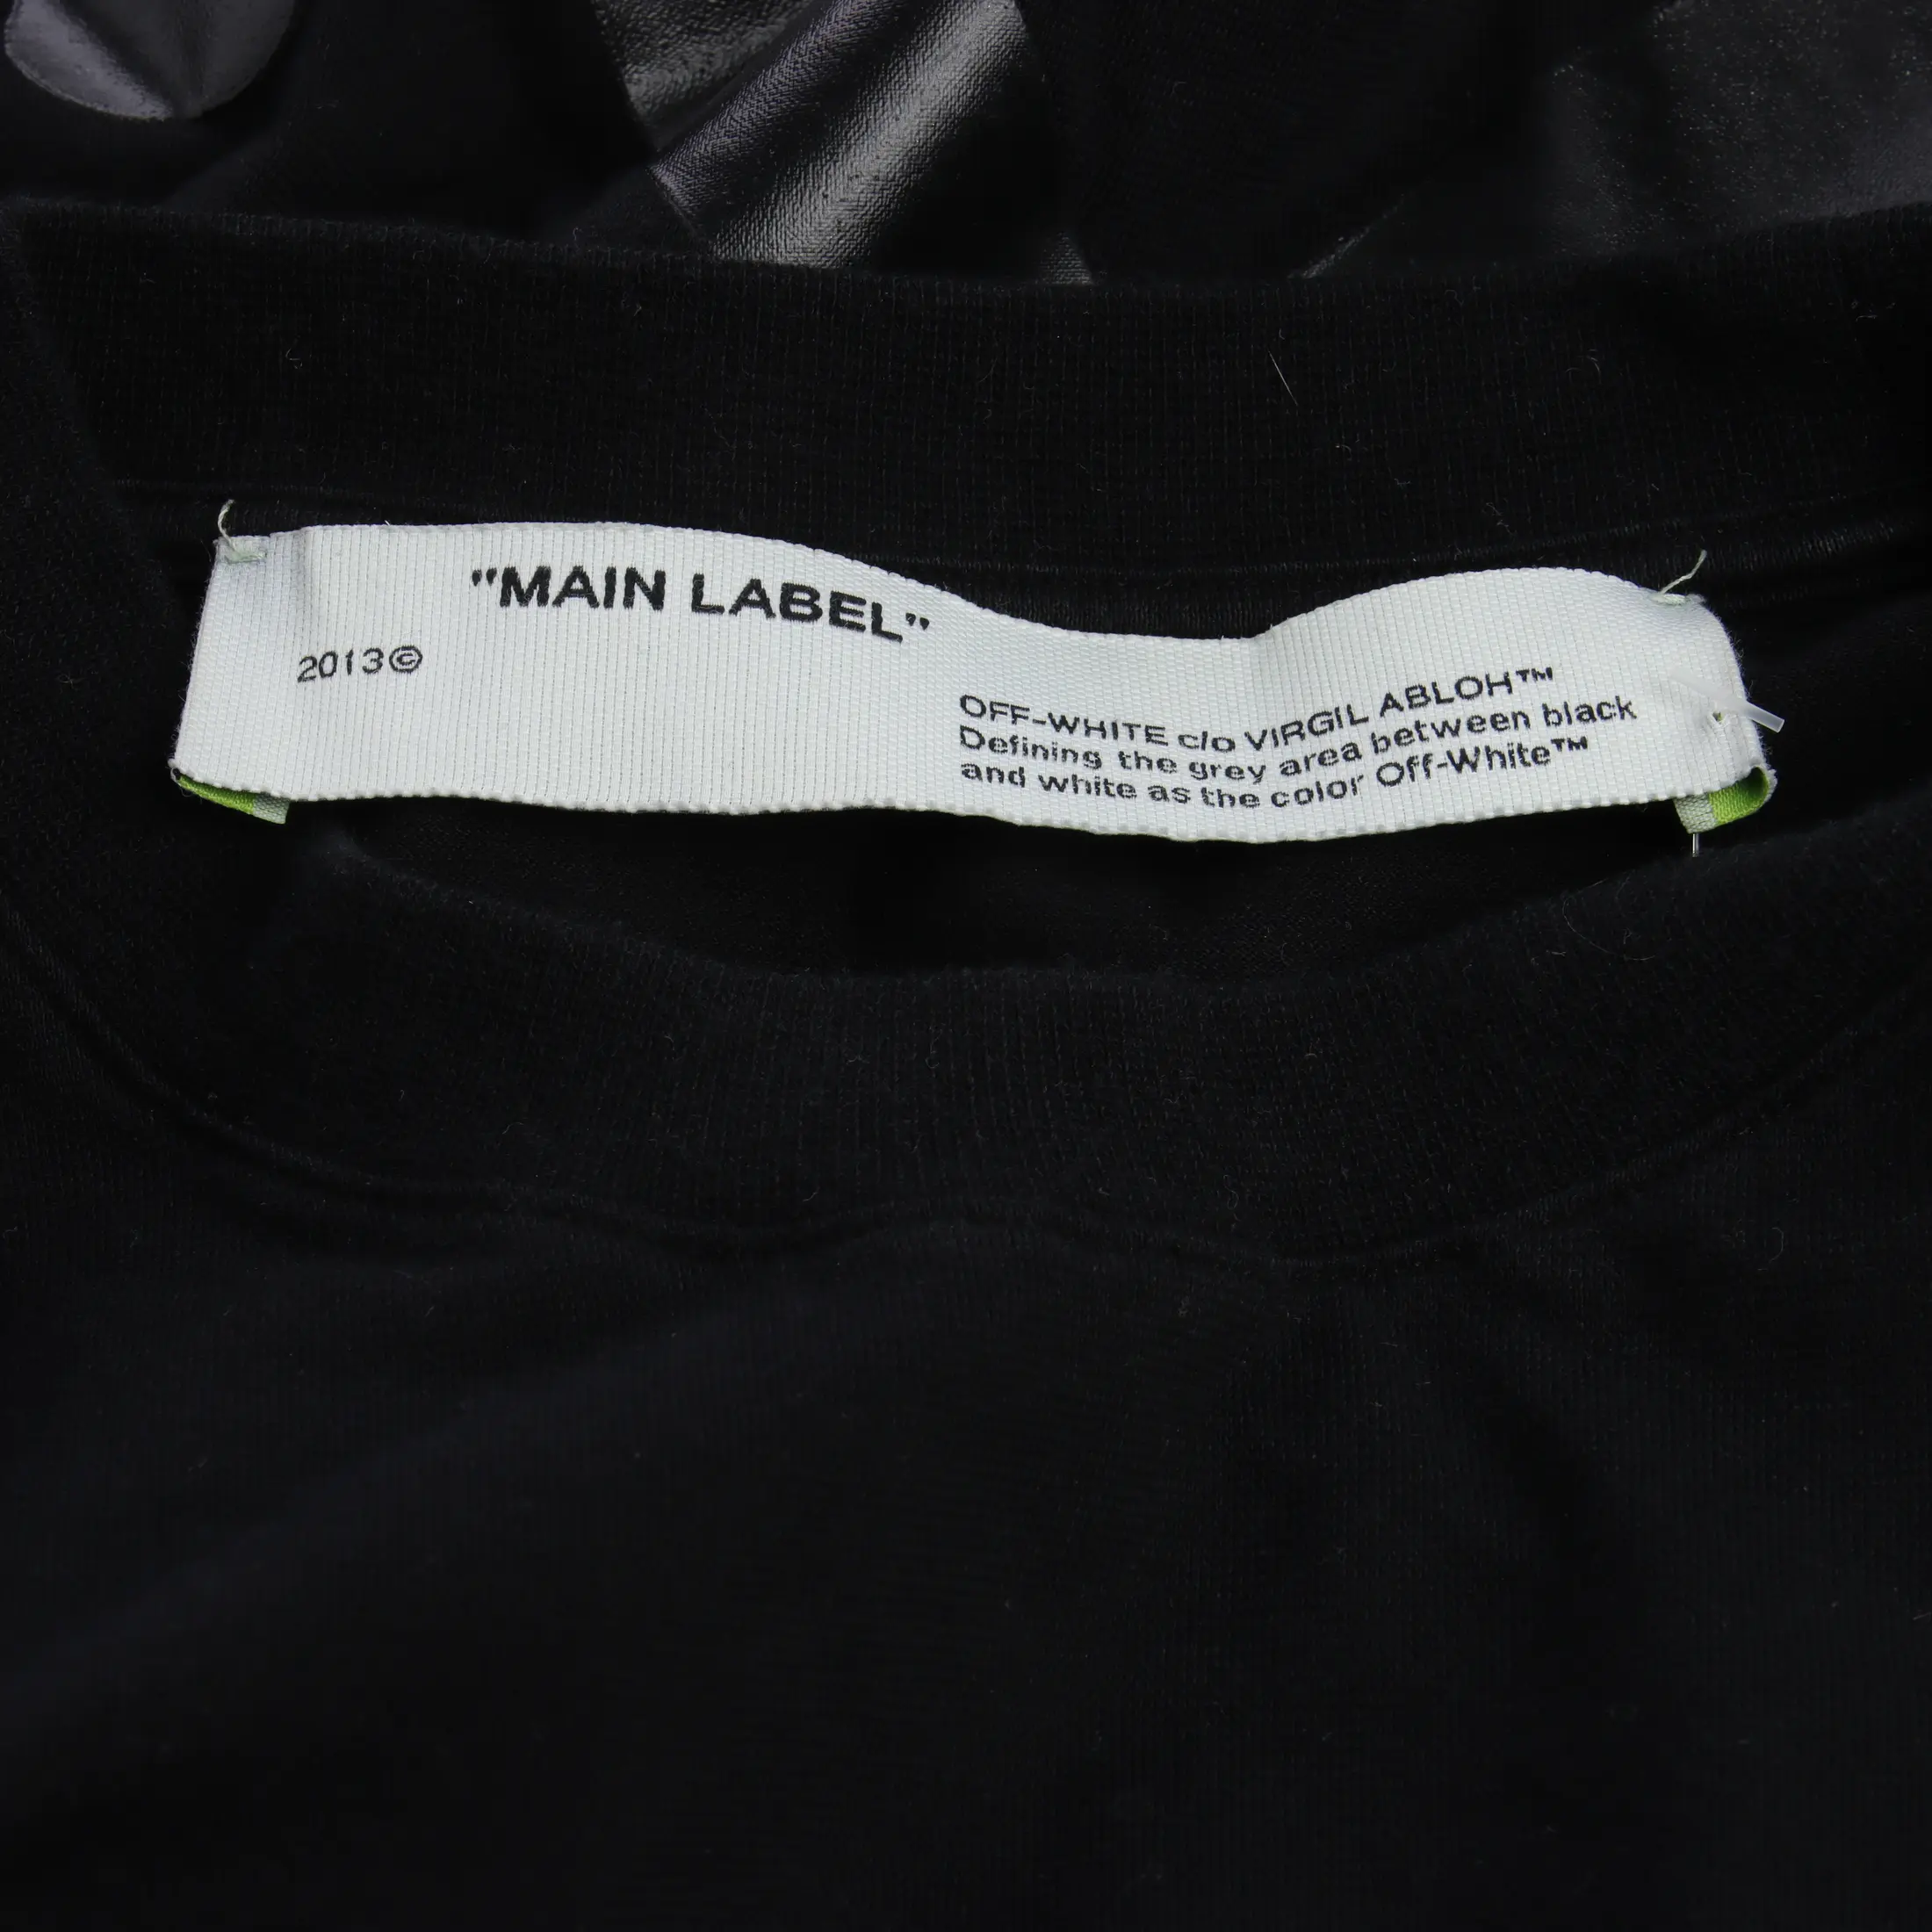 "MAIN LABEL"
2013©
OFF-WHITE c/o VIRGIL ABLOH™
Defining the grey area between black
and white as the color Off-White™